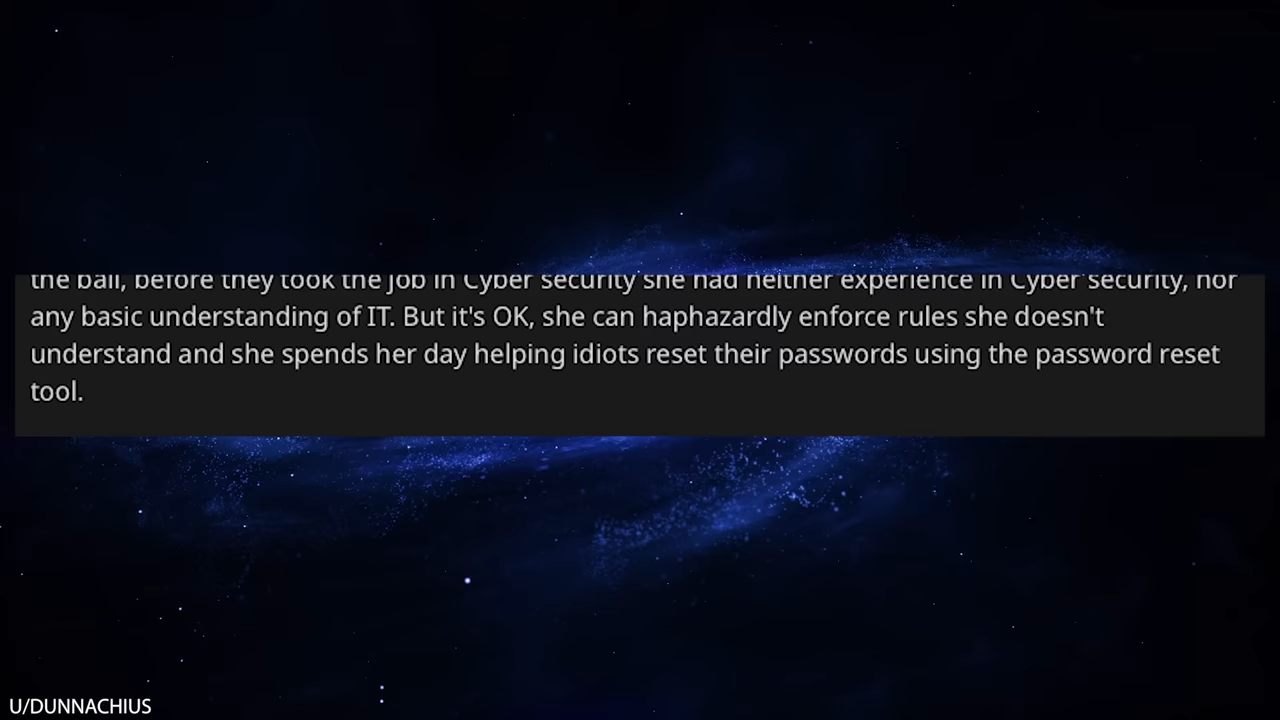 the ball, before they took the job in Cyber security she had neither experience in Cyber security, nor
any basic understanding of IT. But it's OK, she can haphazardly enforce rules she doesn't
understand and she spends her day helping idiots reset their passwords using the password reset
tool.
U/DUNNACHIUS